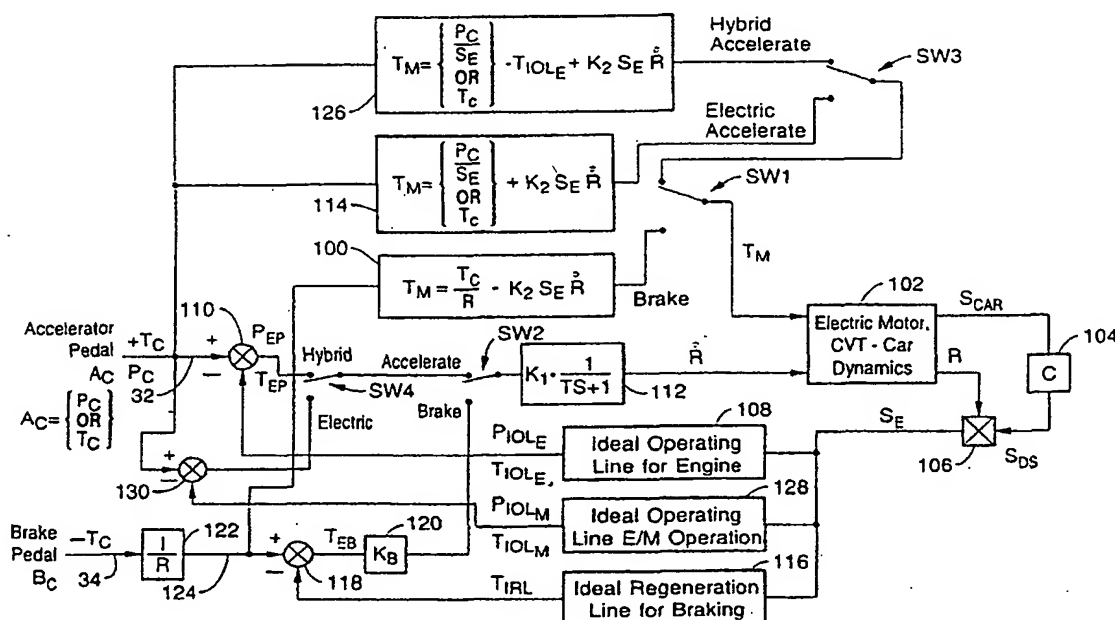 Hybrid
Accelerate
SW3
T_M = { P_C / S_E OR T_C } - T_IOL_E + K_2 S_E Ṙ
126
Electric
Accelerate
T_M = { P_C / S_E OR T_C } + K_2 S_E Ṙ
114
SW1
100
T_M = T_C / R - K_2 S_E Ṙ
Brake
T_M
110
102
Electric Motor,
CVT - Car
Dynamics
S_CAR
R
104
C
Accelerator
Pedal
+T_C
A_C P_C
32
+
−
P_EP
T_EP
Hybrid
SW4
Accelerate
SW2
K_1 · 1 / TS+1
112
Ṙ
A_C = { P_C OR T_C }
Electric
Brake
P_IOL_E
T_IOL_E,
Ideal Operating
Line for Engine
108
S_E
106
S_DS
+
−
130
P_IOL_M
T_IOL_M
Ideal Operating
Line E/M Operation
128
Brake
Pedal
B_C
−T_C
34
I / R
122
124
+
−
118
T_EB
120
K_B
T_IRL
Ideal Regeneration
Line for Braking
116